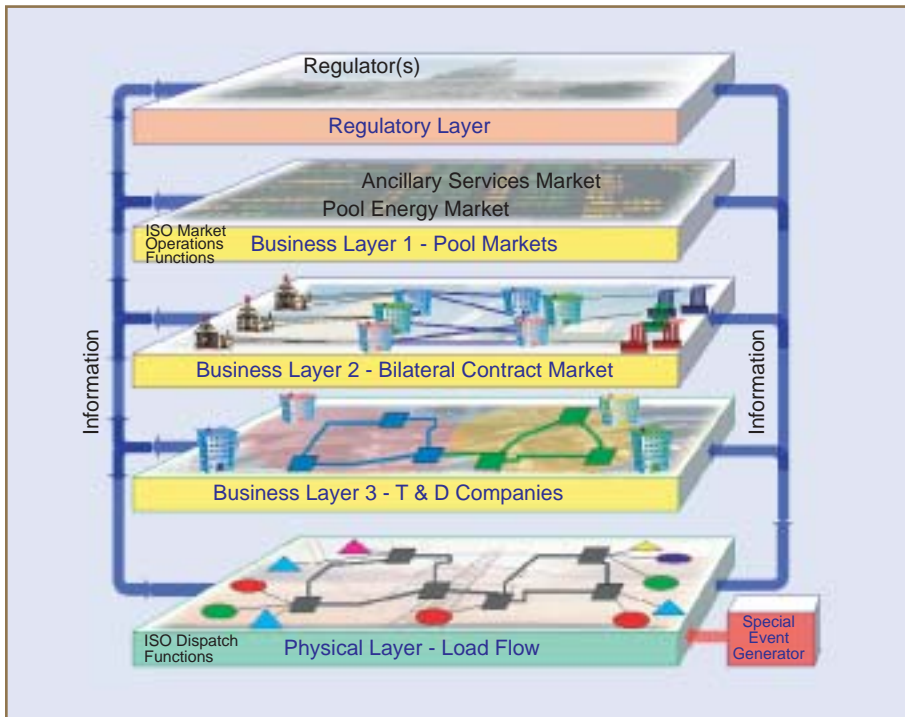 Regulator(s)
Regulatory Layer
Ancillary Services Market
Pool Energy Market
ISO Market
Operations
Functions
Business Layer 1 - Pool Markets
Business Layer 2 - Bilateral Contract Market
Information
Information
Business Layer 3 - T & D Companies
ISO Dispatch
Functions
Physical Layer - Load Flow
Special
Event
Generator